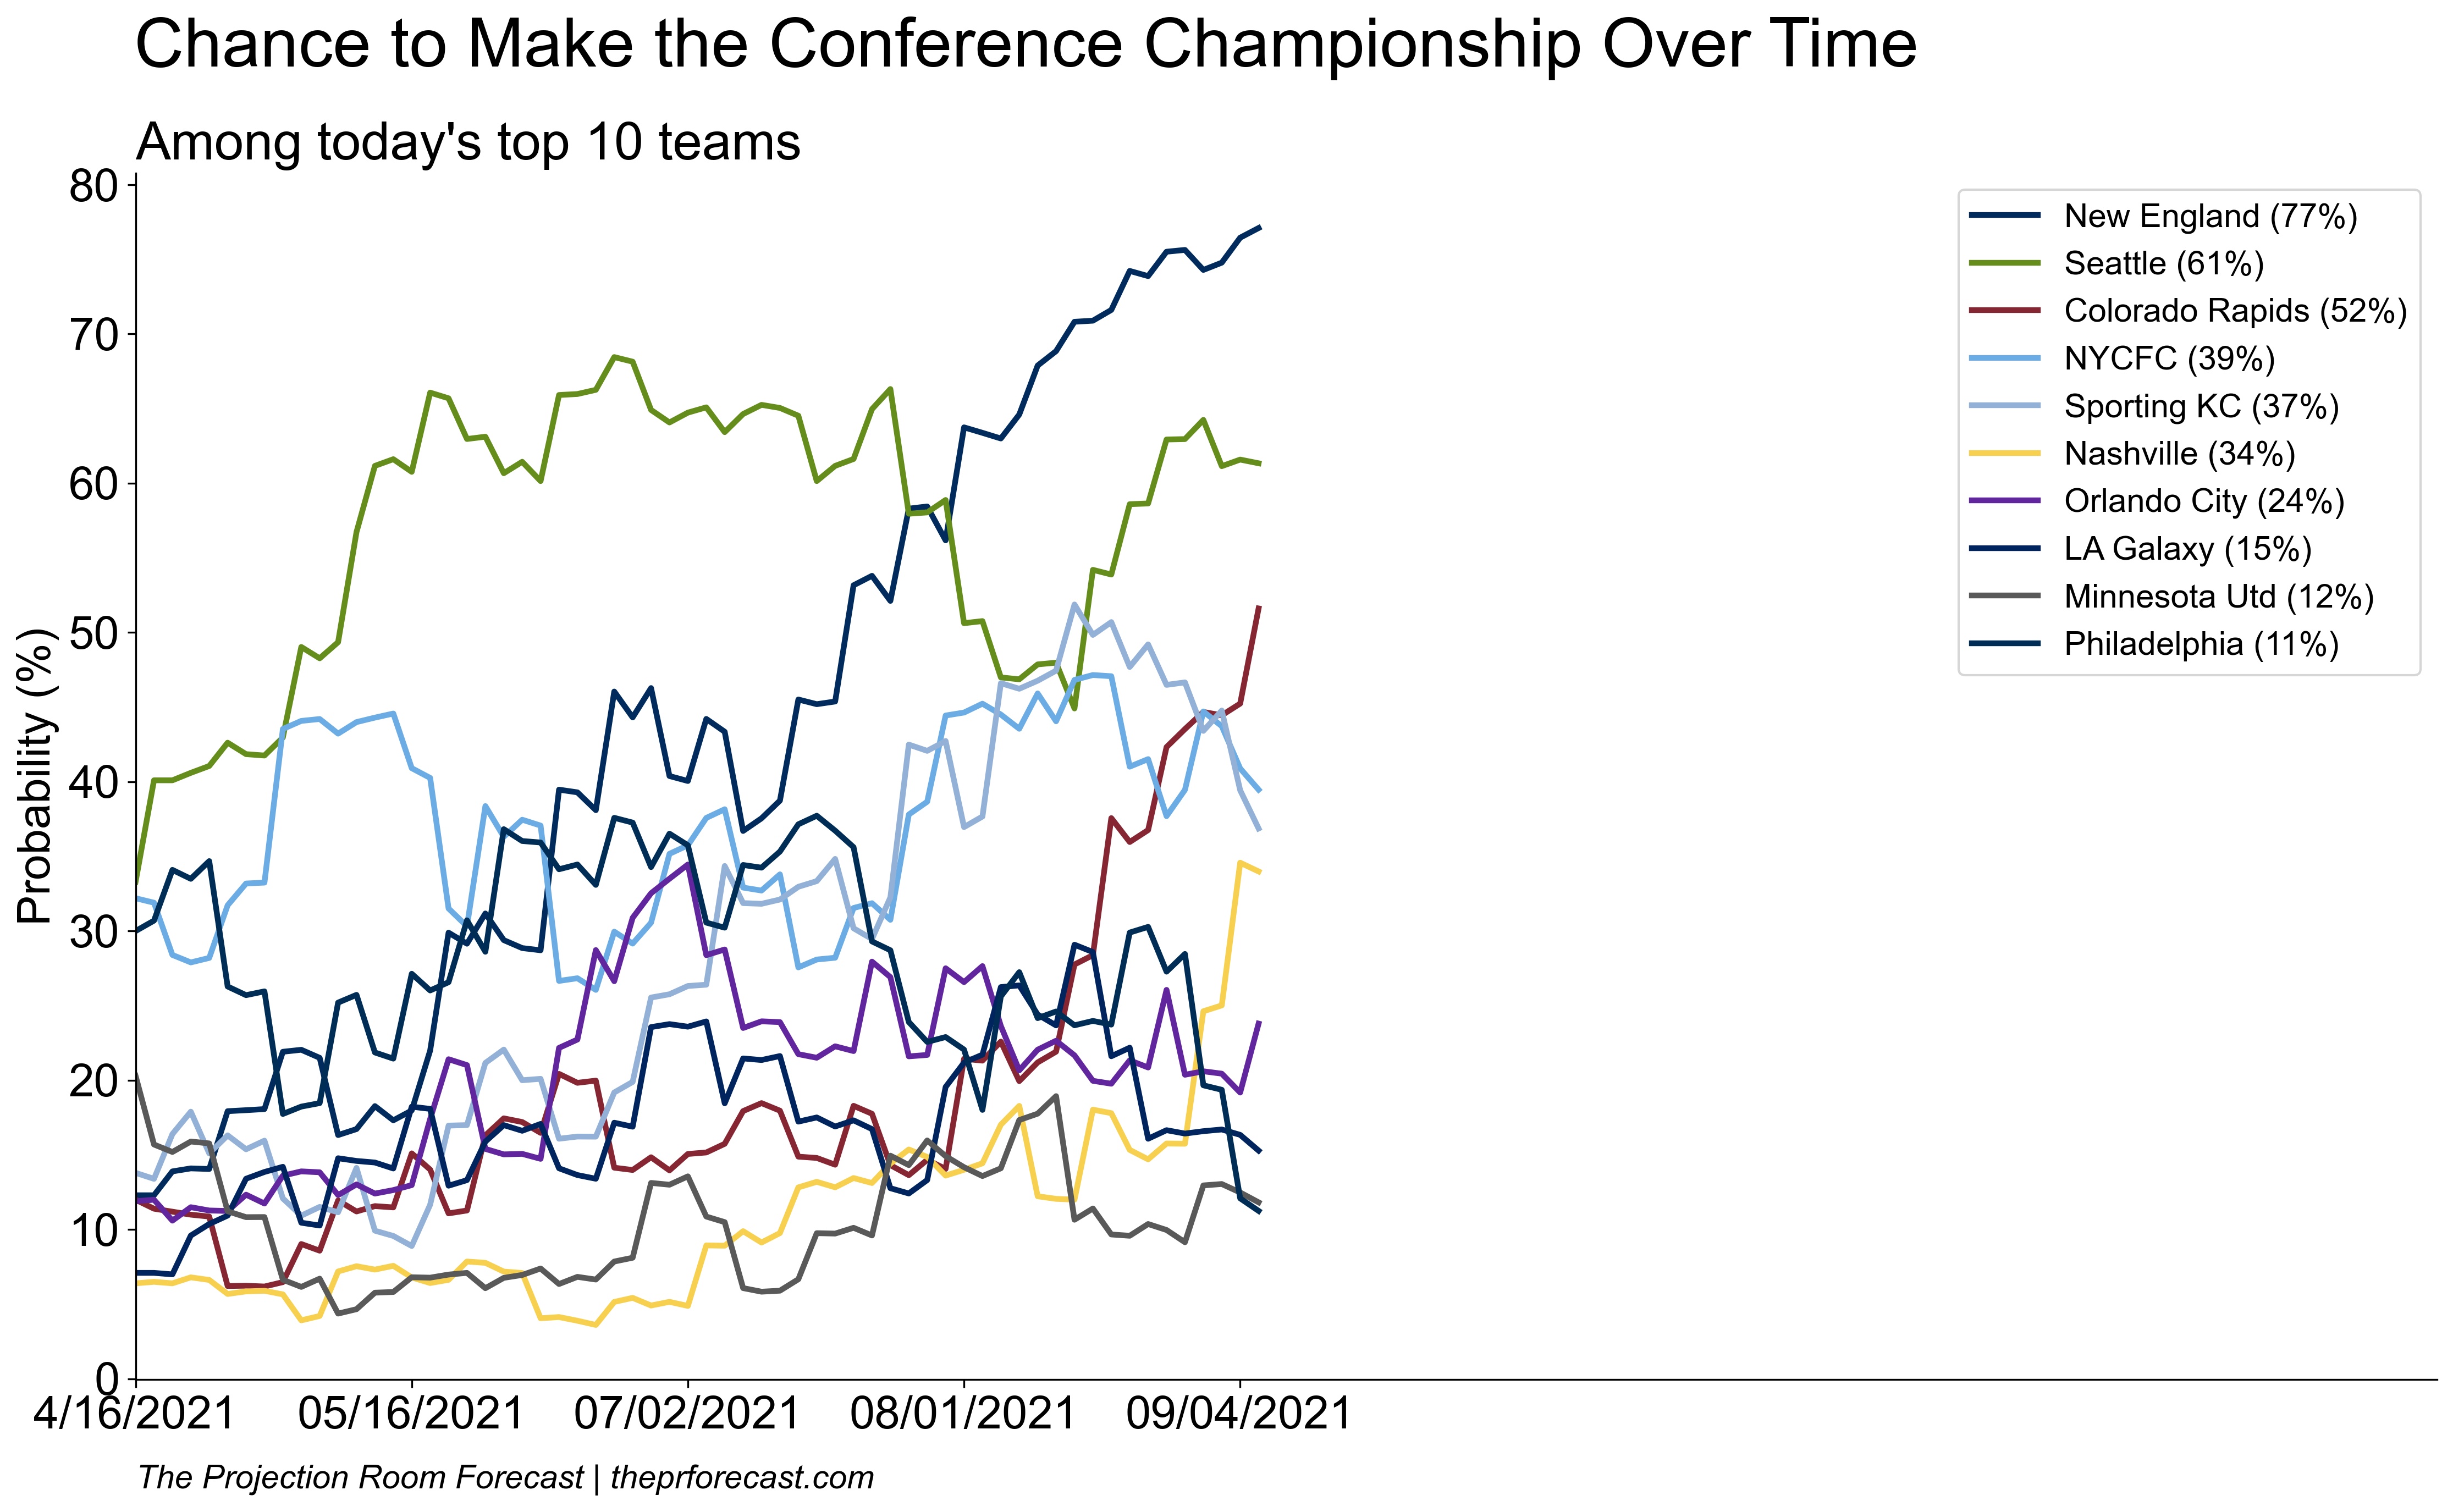 Chance to Make the Conference Championship Over Time
Among today's top 10 teams
80
70
60
50
40
30
20
10
0
Probability (%)
New England (77%)
Seattle (61%)
Colorado Rapids (52%)
NYCFC (39%)
Sporting KC (37%)
Nashville (34%)
Orlando City (24%)
LA Galaxy (15%)
Minnesota Utd (12%)
Philadelphia (11%)
4/16/2021 05/16/2021 07/02/2021 08/01/2021 09/04/2021
The Projection Room Forecast | theprforecast.com